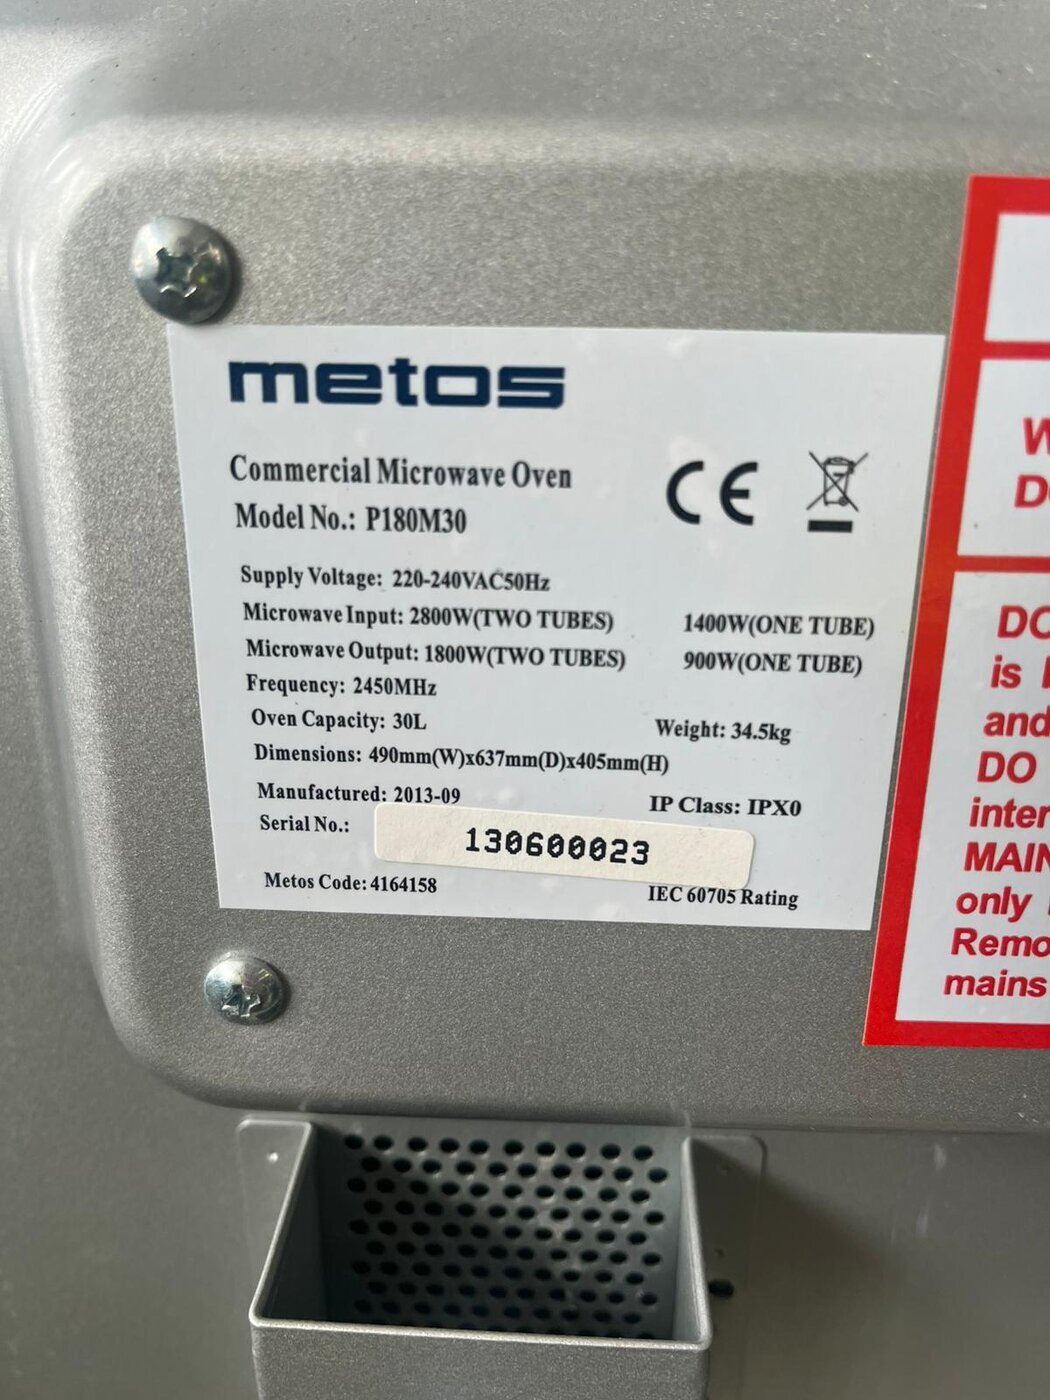 metos
Commercial Microwave Oven
Model No.: P180M30
CE
Supply Voltage: 220-240VAC50Hz
Microwave Input: 2800W(TWO TUBES) 1400W(ONE TUBE)
Microwave Output: 1800W(TWO TUBES) 900W(ONE TUBE)
Frequency: 2450MHz
Oven Capacity: 30L Weight: 34.5kg
Dimensions: 490mm(W)x637mm(D)x405mm(H)
Manufactured: 2013-09 IP Class: IPX0
Serial No.: 130600023
Metos Code: 4164158 IEC 60705 Rating
is
and
DO
only
Remo
mains